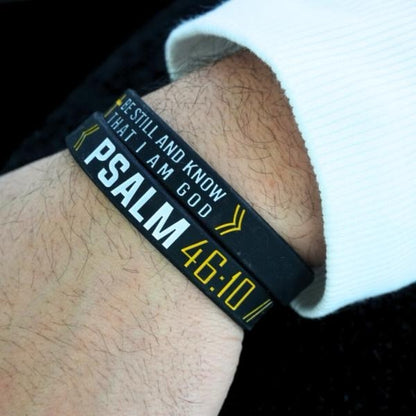 BE STILL AND KNOW
THAT I AM GOD
PSALM 46:10